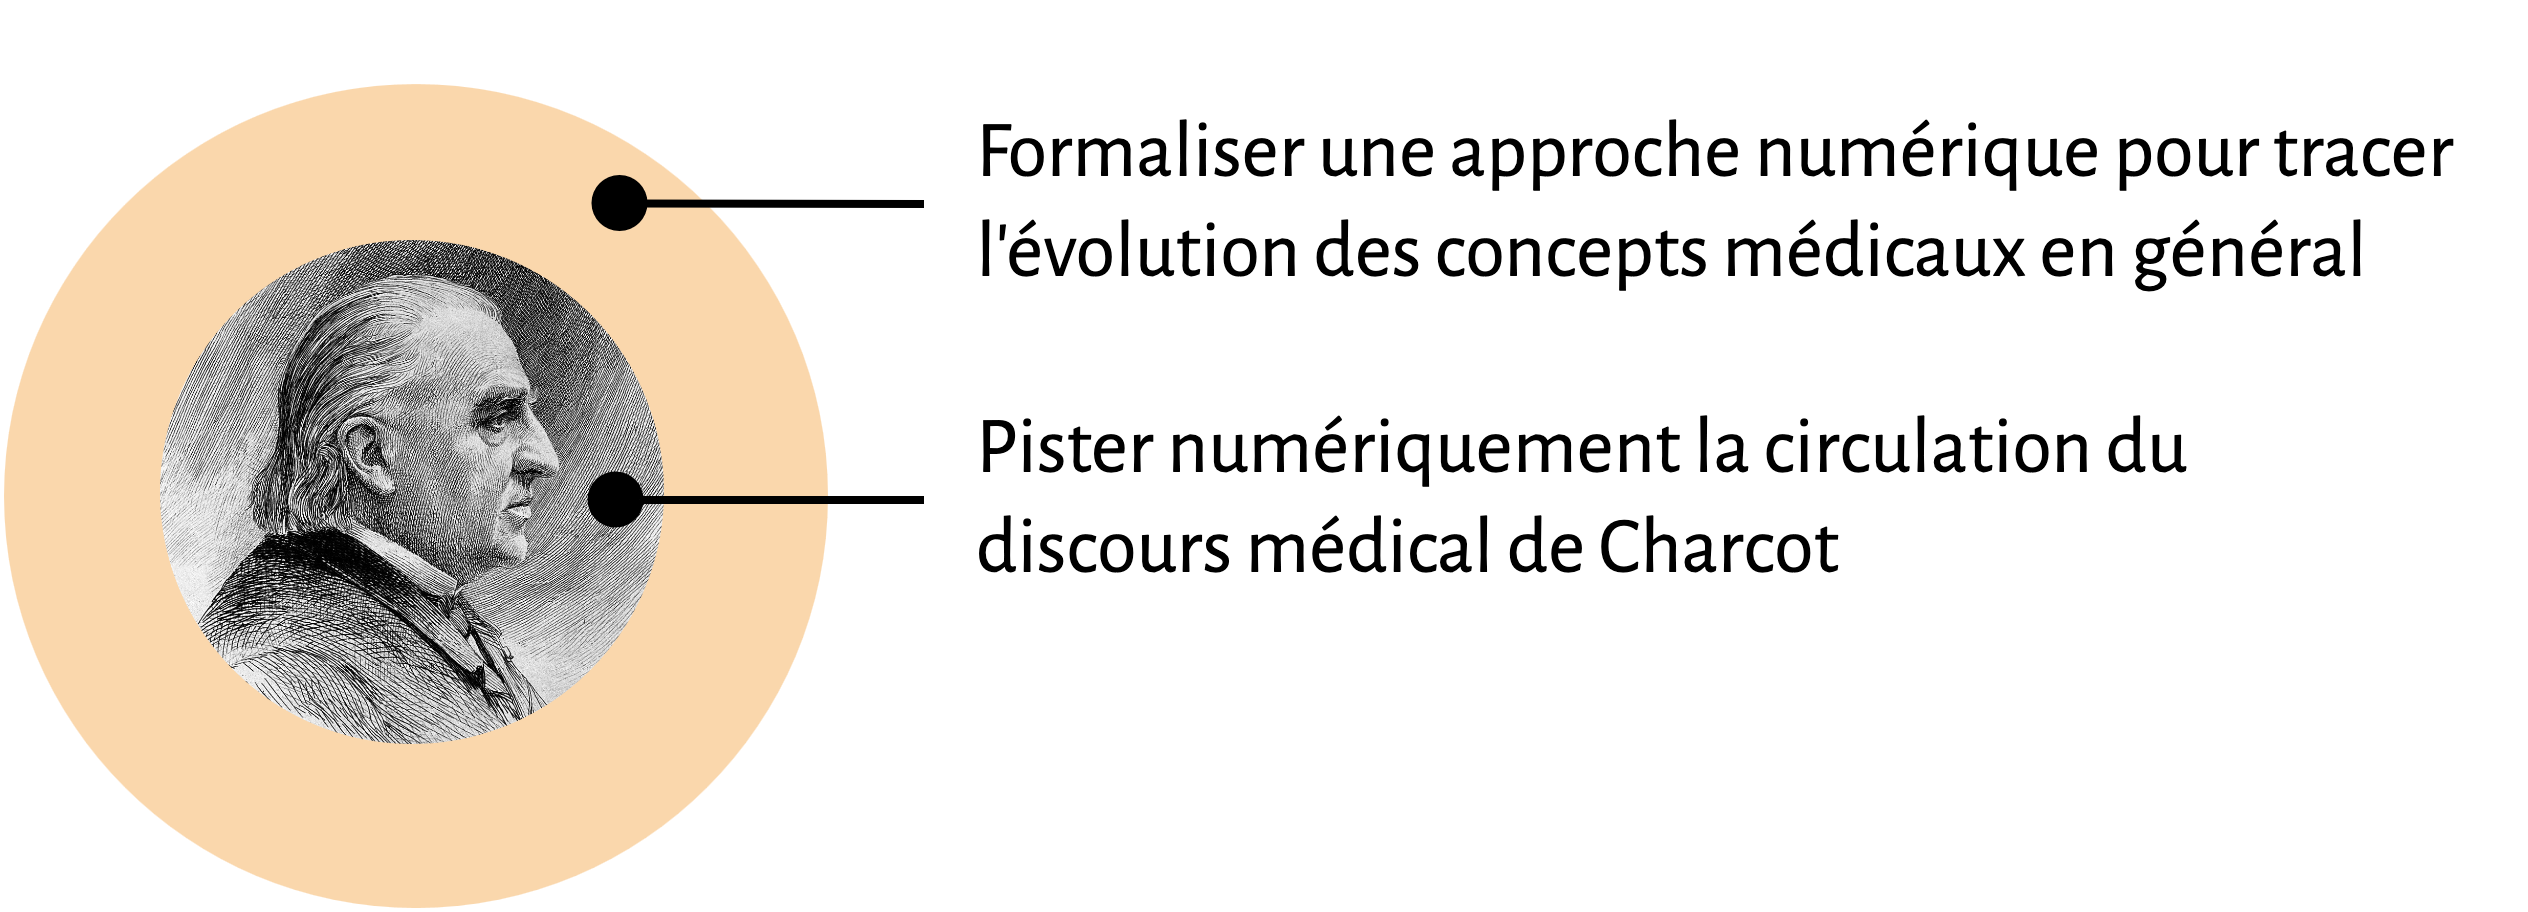 Formaliser une approche numérique pour tracer
l'évolution des concepts médicaux en général
Pister numériquement la circulation du
discours médical de Charcot